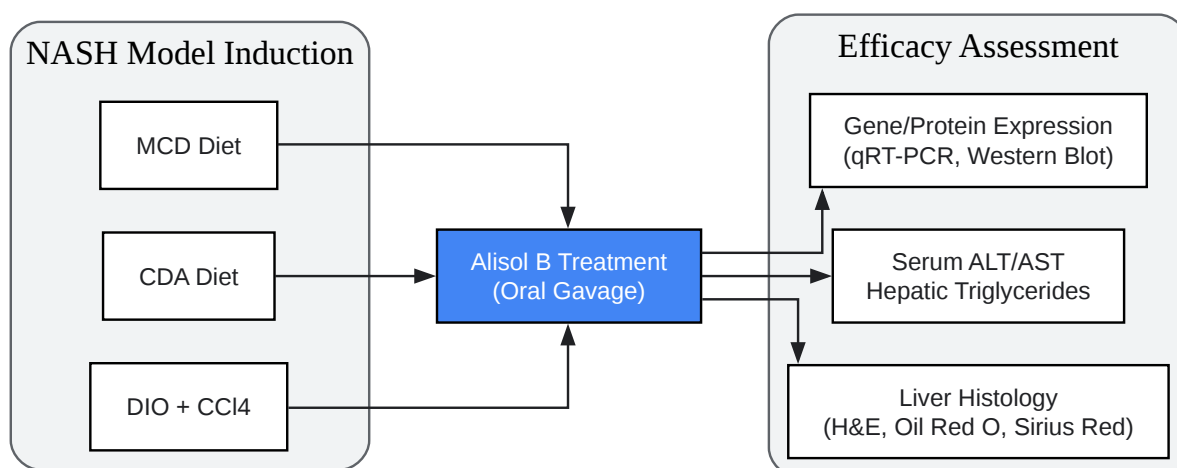 NASH Model Induction
MCD Diet
CDA Diet
DIO + CCl4
Alisol B Treatment
(Oral Gavage)
Efficacy Assessment
Gene/Protein Expression
(qRT-PCR, Western Blot)
Serum ALT/AST
Hepatic Triglycerides
Liver Histology
(H&E, Oil Red O, Sirius Red)